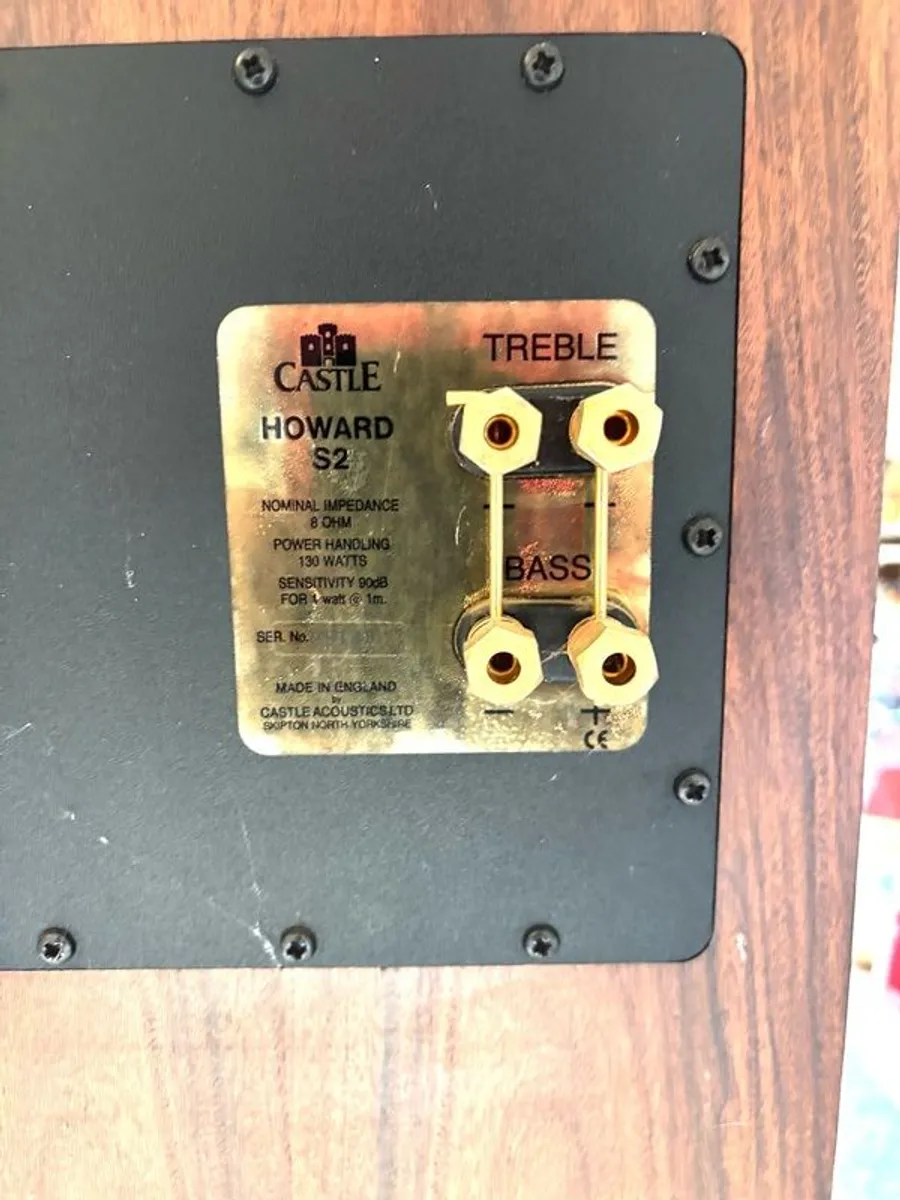 CASTLE
HOWARD
S2
NOMINAL IMPEDANCE
8 OHM
POWER HANDLING
130 WATTS
SENSITIVITY 90dB
FOR 1 watt @ 1m.
SER. No.
MADE IN ENGLAND
by
CASTLE ACOUSTICS LTD
SKIPTON NORTH YORKSHIRE
TREBLE
BASS
CE